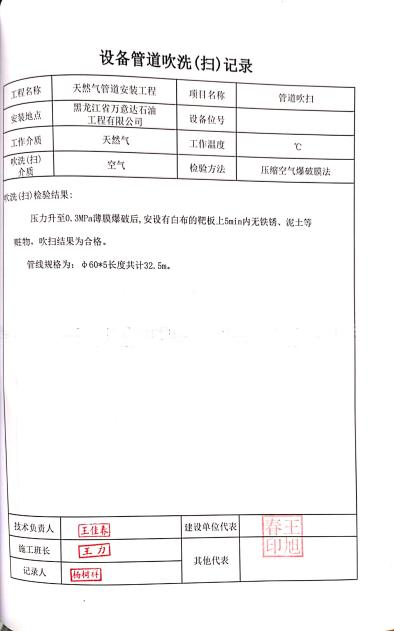 设备管道吹洗(扫)记录
工程名称 天然气管道安装工程 项目名称 管道吹扫
安装地点 黑龙江省万意达石油
工程有限公司 设备位号
工作介质 天然气 工作温度 ℃
吹洗(扫)
介质 空气 检验方法 压缩空气爆破膜法
吹洗(扫)检验结果:
压力升至0.3MPa薄膜爆破后,安设有白布的靶板上5min内无铁锈、泥土等
赃物,吹扫结果为合格。
管线规格为: φ60*5长度共计32.5m。
技术负责人 王佳春 建设单位代表 春王
印旭
施工班长 王力 其他代表
记录人